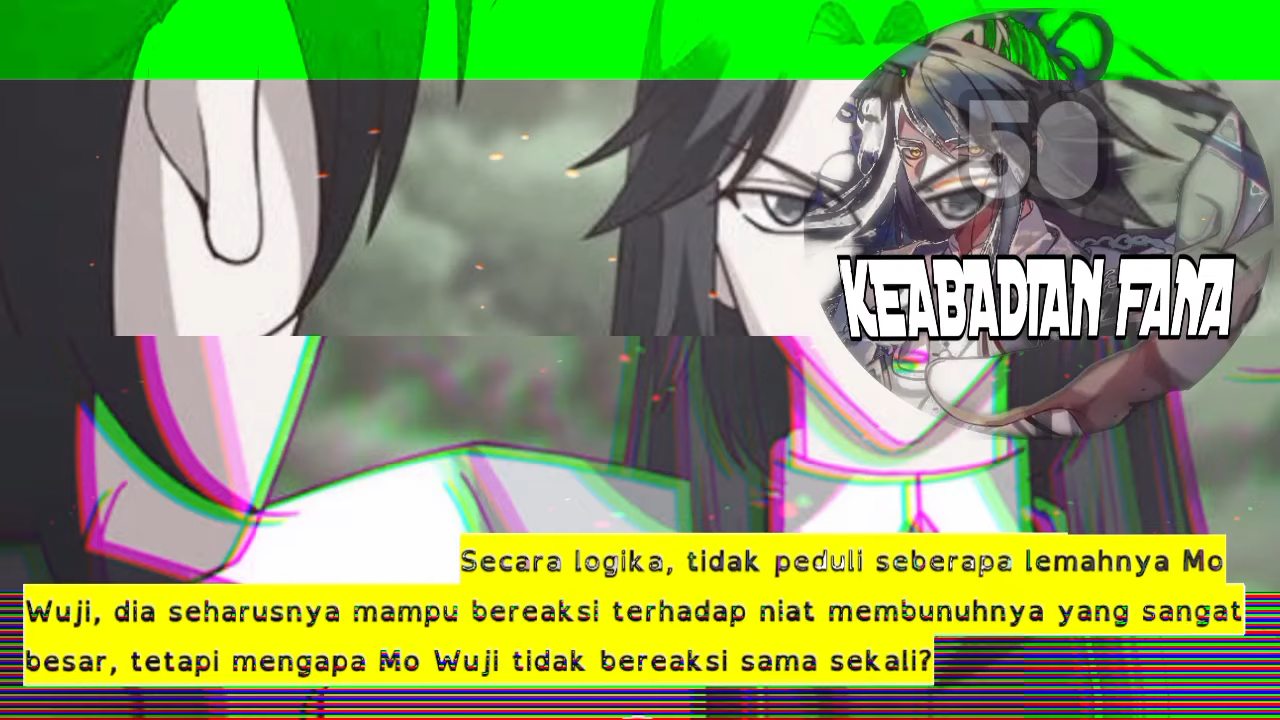 50
KEABADIAN FANA
Secara logika, tidak peduli seberapa lemahnya Mo
Wuji, dia seharusnya mampu bereaksi terhadap niat membunuhnya yang sangat
besar, tetapi mengapa Mo Wuji tidak bereaksi sama sekali?